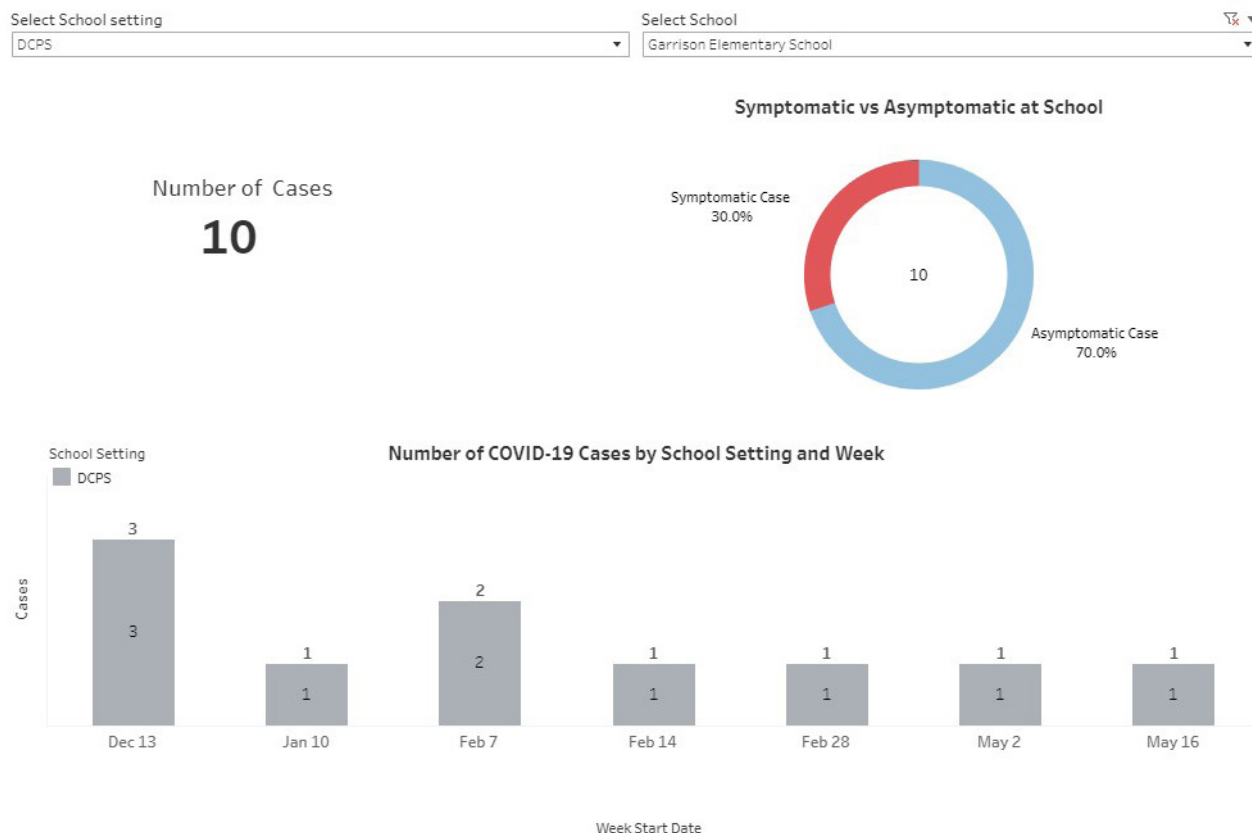 Select School setting
DCPS
Select School
Garrison Elementary School
Number of Cases
10
Symptomatic vs Asymptomatic at School
Symptomatic Case
30.0%
10
Asymptomatic Case
70.0%
School Setting
DCPS
Number of COVID-19 Cases by School Setting and Week
Cases
3
3
1
1
2
2
1
1
1
1
1
1
1
1
Dec 13
Jan 10
Feb 7
Feb 14
Feb 28
May 2
May 16
Week Start Date